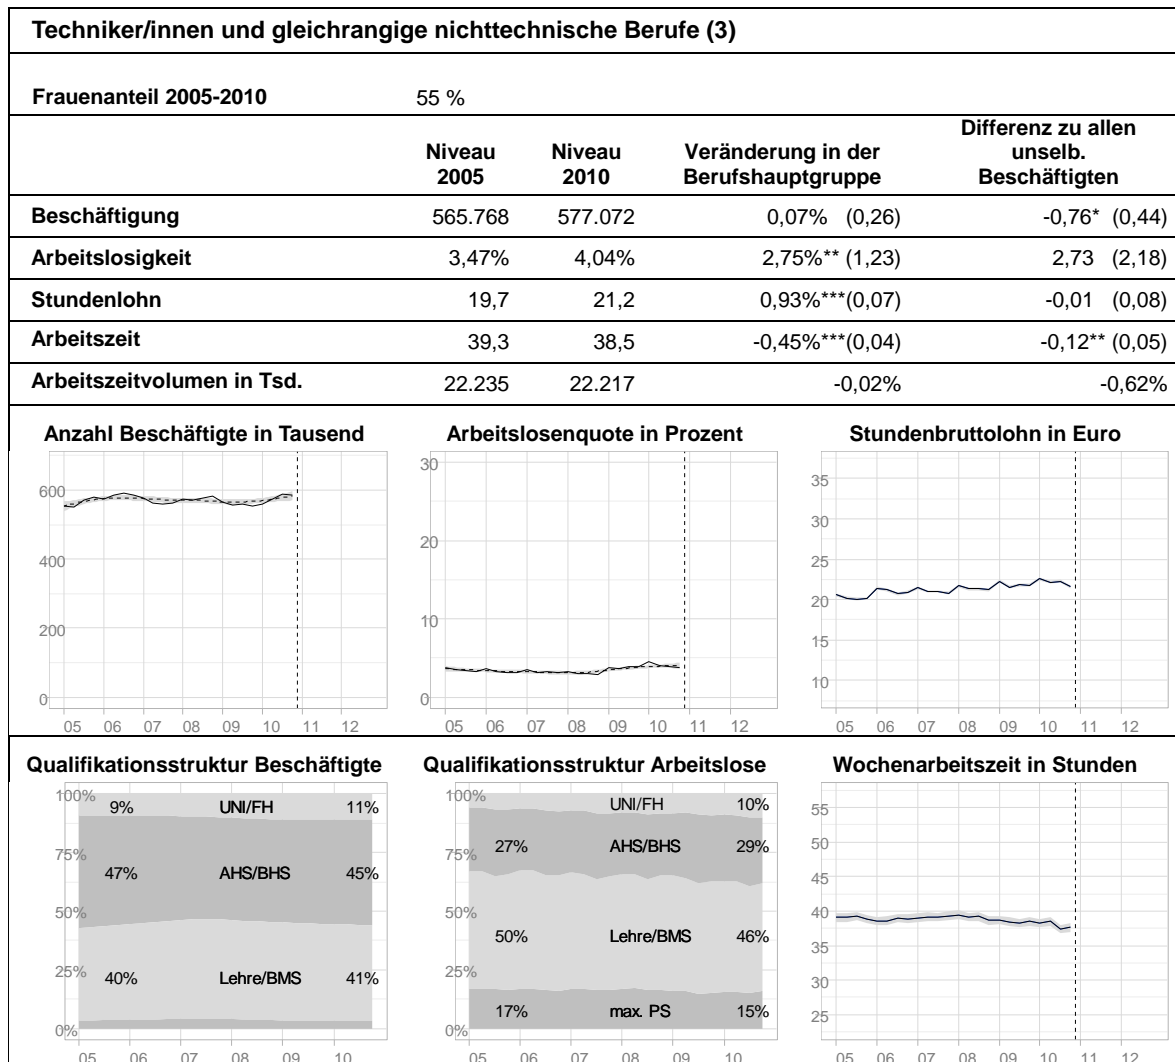 Techniker/innen und gleichrangige nichttechnische Berufe (3)
Frauenanteil 2005-2010 55 %
Niveau 2005 Niveau 2010 Veränderung in der Berufshauptgruppe Differenz zu allen unselb. Beschäftigten
Beschäftigung 565.768 577.072 0,07% (0,26) -0,76* (0,44)
Arbeitslosigkeit 3,47% 4,04% 2,75%** (1,23) 2,73 (2,18)
Stundenlohn 19,7 21,2 0,93%***(0,07) -0,01 (0,08)
Arbeitszeit 39,3 38,5 -0,45%***(0,04) -0,12** (0,05)
Arbeitszeitvolumen in Tsd. 22.235 22.217 -0,02% -0,62%
Anzahl Beschäftigte in Tausend
600
400
200
0
05 06 07 08 09 10 11 12
Arbeitslosenquote in Prozent
30
20
10
0
05 06 07 08 09 10 11 12
Stundenbruttolohn in Euro
35
30
25
20
15
10
05 06 07 08 09 10 11 12
Qualifikationsstruktur Beschäftigte
100%
9% UNI/FH 11%
75%
47% AHS/BHS 45%
50%
25%
40% Lehre/BMS 41%
0%
05 06 07 08 09 10
Qualifikationsstruktur Arbeitslose
100%
UNI/FH 10%
75%
27% AHS/BHS 29%
50%
50% Lehre/BMS 46%
25%
17% max. PS 15%
0%
05 06 07 08 09 10
Wochenarbeitszeit in Stunden
55
50
45
40
35
30
25
05 06 07 08 09 10 11 12